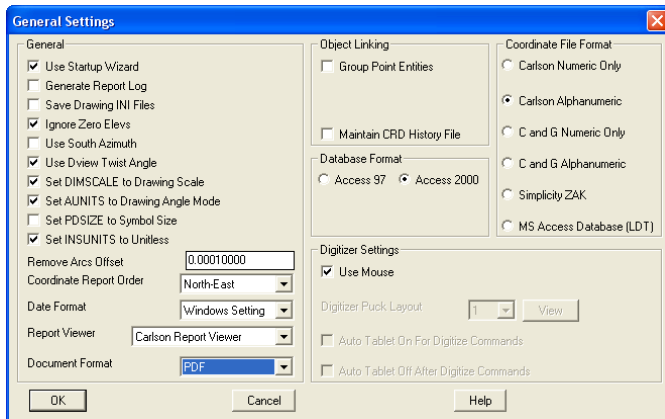 General Settings
General
Use Startup Wizard
Generate Report Log
Save Drawing INI Files
Ignore Zero Elevs
Use South Azimuth
Use Dview Twist Angle
Set DIMSCALE to Drawing Scale
Set AUNITS to Drawing Angle Mode
Set PDSIZE to Symbol Size
Set INSUNITS to Unitless
Remove Arcs Offset 0.00010000
Coordinate Report Order North-East
Date Format Windows Setting
Report Viewer Carlson Report Viewer
Document Format PDF
Object Linking
Group Point Entities
Maintain CRD History File
Database Format
Access 97 Access 2000
Coordinate File Format
Carlson Numeric Only
Carlson Alphanumeric
C and G Numeric Only
C and G Alphanumeric
Simplicity ZAK
MS Access Database (LDT)
Digitizer Settings
Use Mouse
Digitizer Puck Layout 1 View
Auto Tablet On For Digitize Commands
Auto Tablet Off After Digitize Commands
OK Cancel Help